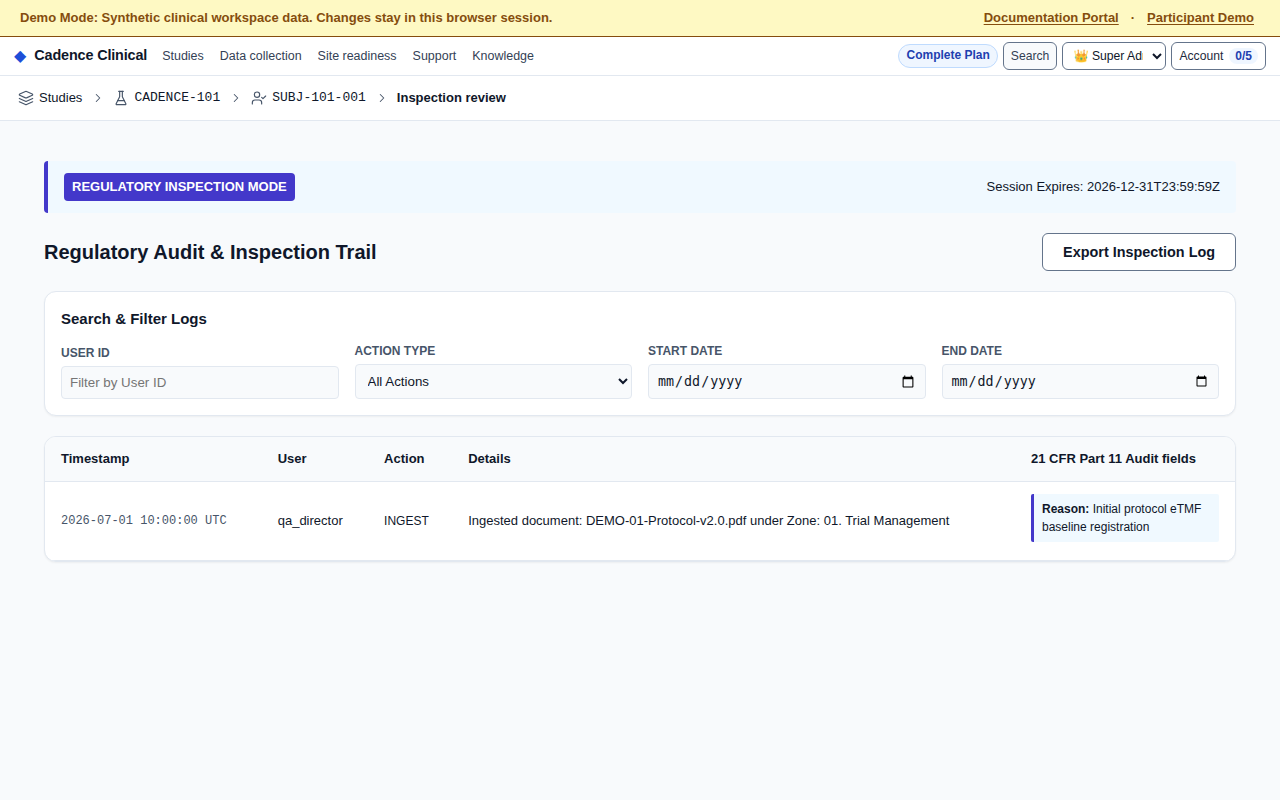 Demo Mode: Synthetic clinical workspace data. Changes stay in this browser session.
Documentation Portal · Participant Demo
Cadence Clinical Studies Data collection Site readiness Support Knowledge Complete Plan Search 👑 Super Ad Account 0/5
Studies CADENCE-101 SUBJ-101-001 Inspection review
REGULATORY INSPECTION MODE
Session Expires: 2026-12-31T23:59:59Z
Regulatory Audit & Inspection Trail
Export Inspection Log
Search & Filter Logs
USER ID ACTION TYPE START DATE END DATE
Filter by User ID All Actions mm/dd/yyyy mm/dd/yyyy
Timestamp User Action Details 21 CFR Part 11 Audit fields
2026-07-01 10:00:00 UTC qa_director INGEST Ingested document: DEMO-01-Protocol-v2.0.pdf under Zone: 01. Trial Management
Reason: Initial protocol eTMF
baseline registration